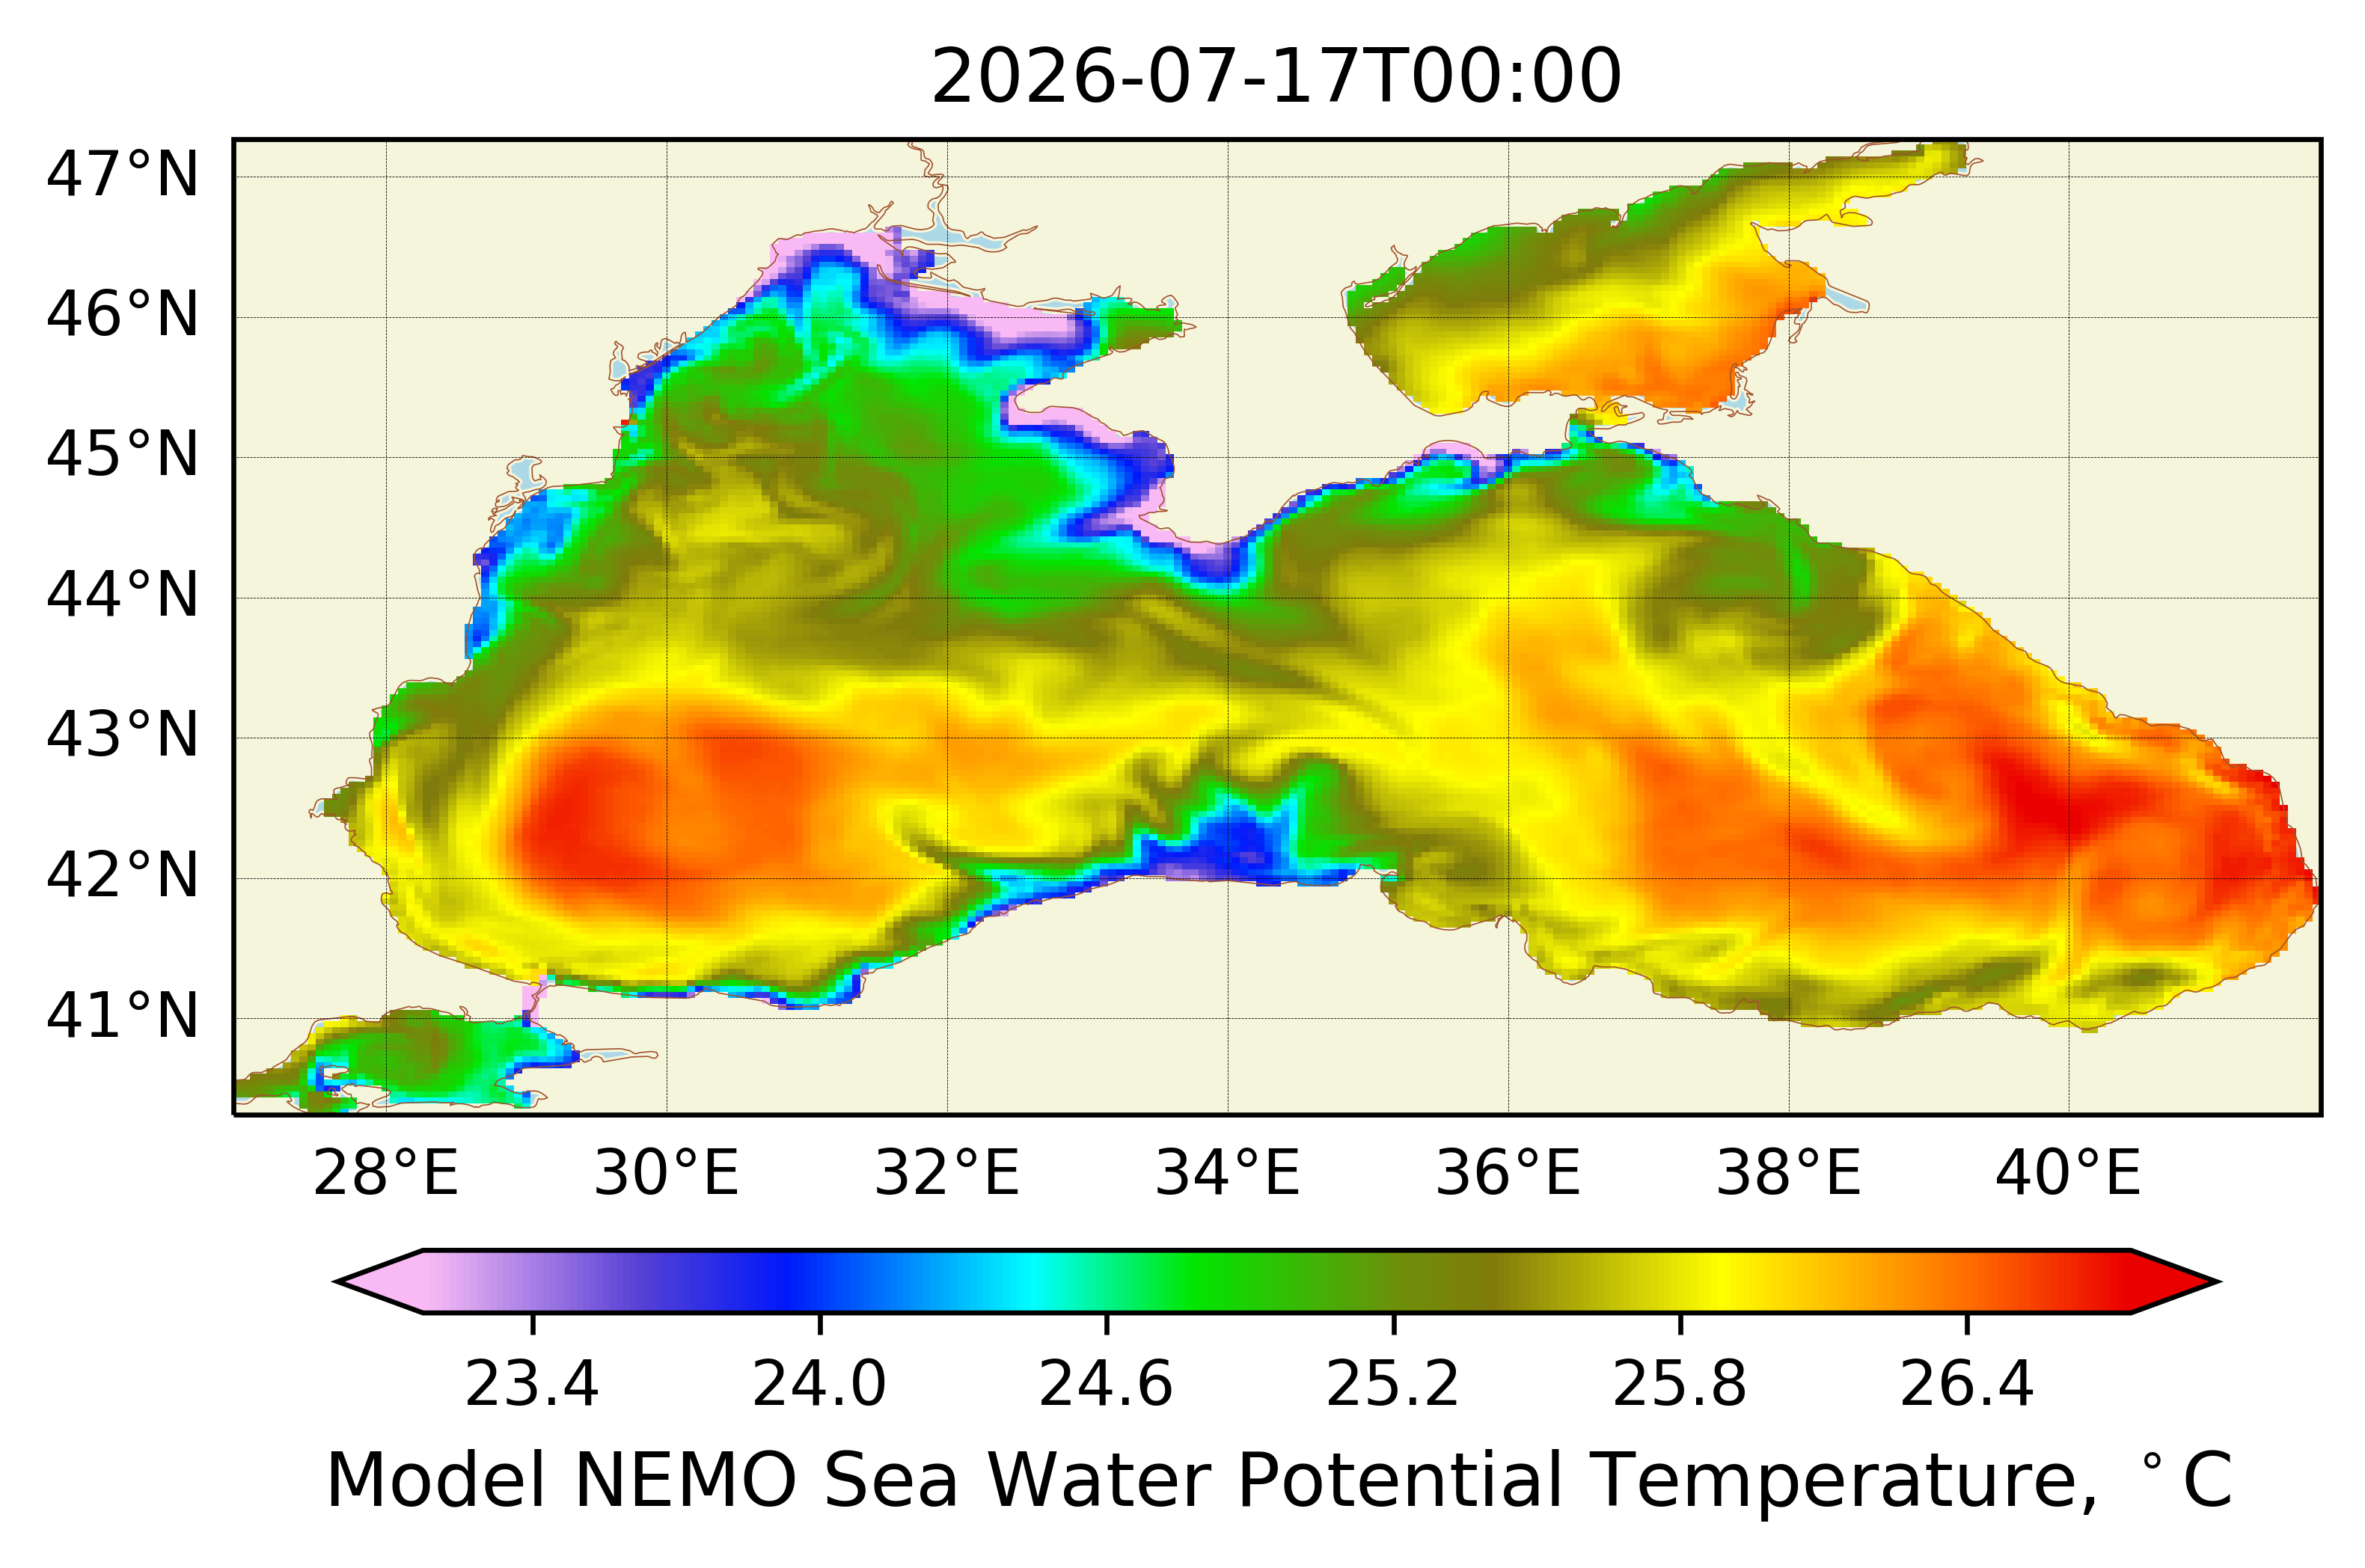 2026-07-17T00:00
47°N
46°N
45°N
44°N
43°N
42°N
41°N
28°E 30°E 32°E 34°E 36°E 38°E 40°E
23.4 24.0 24.6 25.2 25.8 26.4
Model NEMO Sea Water Potential Temperature, °C